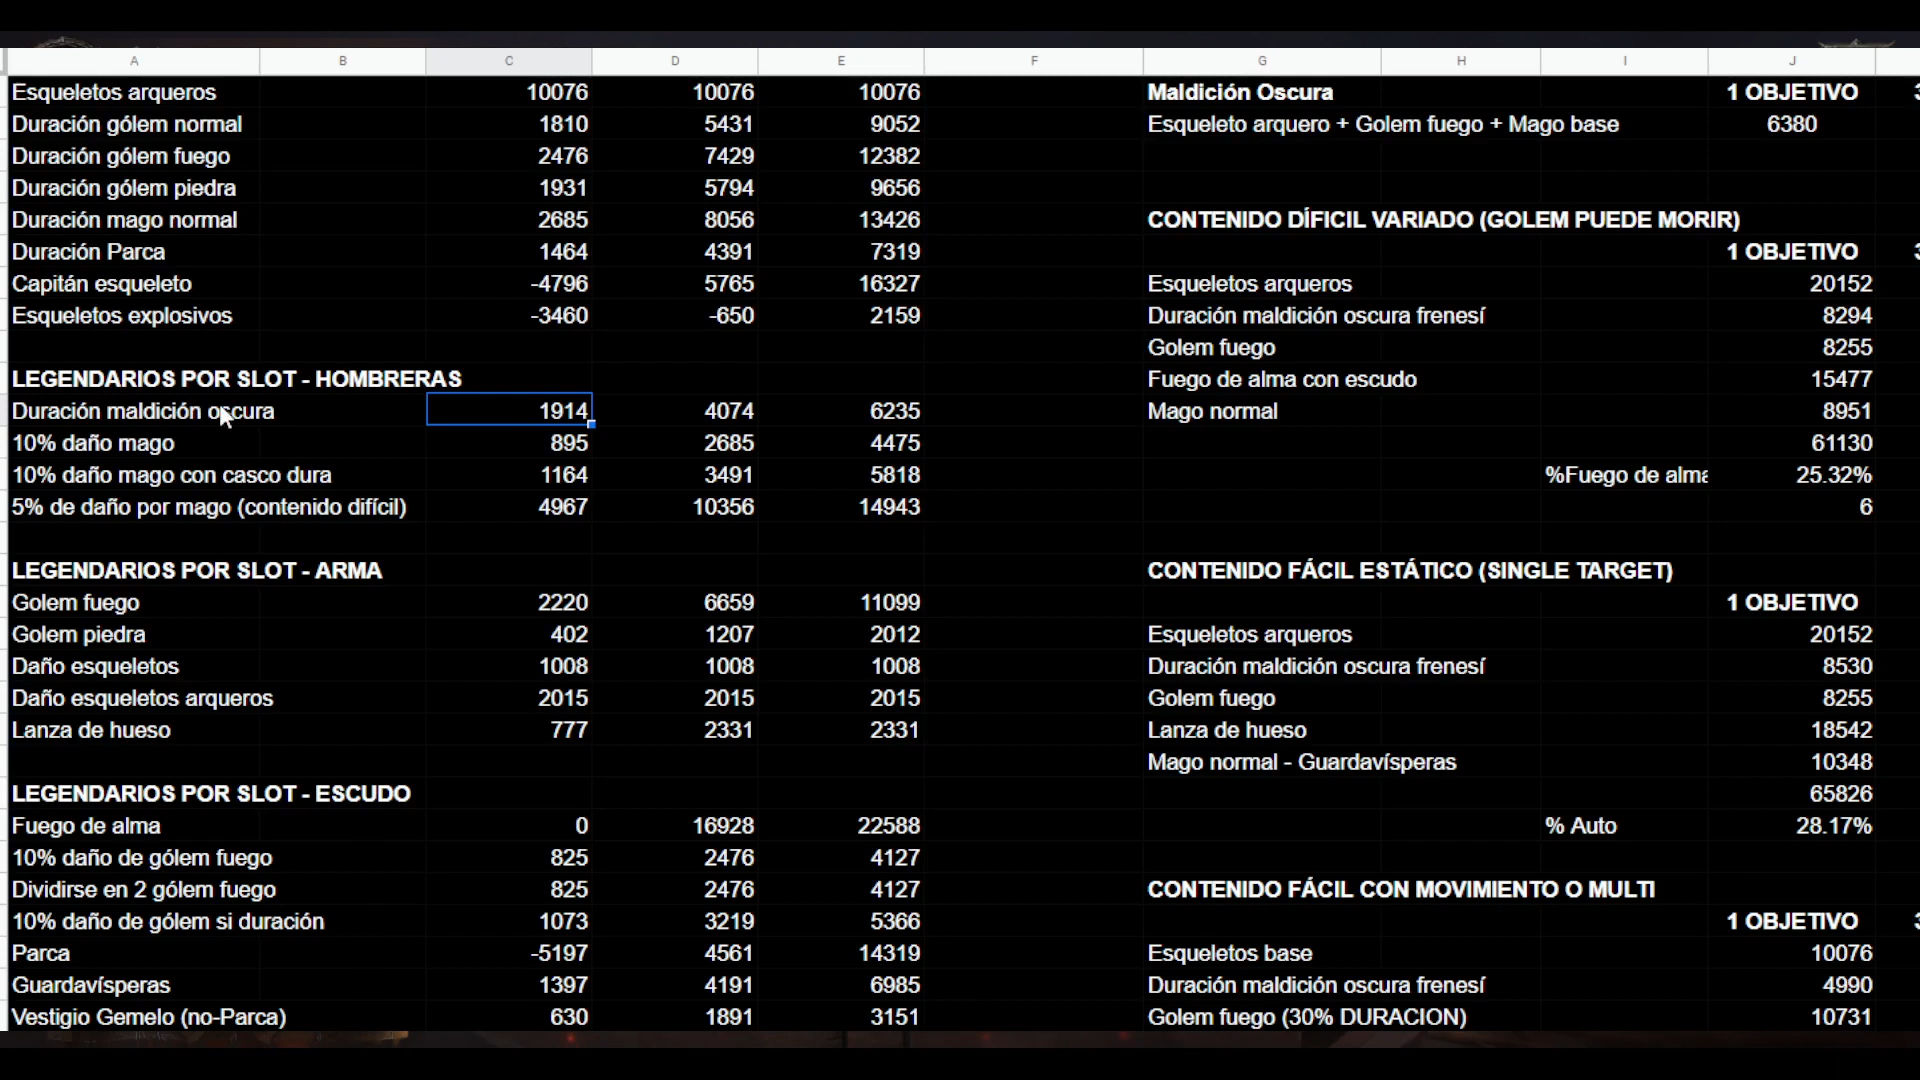 A B C D E F G H I J
Esqueletos arqueros 10076 10076 10076
Duración gólem normal 1810 5431 9052
Duración gólem fuego 2476 7429 12382
Duración gólem piedra 1931 5794 9656
Duración mago normal 2685 8056 13426
Duración Parca 1464 4391 7319
Capitán esqueleto -4796 5765 16327
Esqueletos explosivos -3460 -650 2159
LEGENDARIOS POR SLOT - HOMBRERAS
Duración maldición oscura 1914 4074 6235
10% daño mago 895 2685 4475
10% daño mago con casco dura 1164 3491 5818
5% de daño por mago (contenido difícil) 4967 10356 14943
LEGENDARIOS POR SLOT - ARMA
Golem fuego 2220 6659 11099
Golem piedra 402 1207 2012
Daño esqueletos 1008 1008 1008
Daño esqueletos arqueros 2015 2015 2015
Lanza de hueso 777 2331 2331
LEGENDARIOS POR SLOT - ESCUDO
Fuego de alma 0 16928 22588
10% daño de gólem fuego 825 2476 4127
Dividirse en 2 gólem fuego 825 2476 4127
10% daño de gólem si duración 1073 3219 5366
Parca -5197 4561 14319
Guardavísperas 1397 4191 6985
Vestigio Gemelo (no-Parca) 630 1891 3151
Maldición Oscura 1 OBJETIVO
Esqueleto arquero + Golem fuego + Mago base 6380
CONTENIDO DÍFICIL VARIADO (GOLEM PUEDE MORIR)
1 OBJETIVO
Esqueletos arqueros 20152
Duración maldición oscura frenesí 8294
Golem fuego 8255
Fuego de alma con escudo 15477
Mago normal 8951
61130
%Fuego de alma 25.32%
6
CONTENIDO FÁCIL ESTÁTICO (SINGLE TARGET)
1 OBJETIVO
Esqueletos arqueros 20152
Duración maldición oscura frenesí 8530
Golem fuego 8255
Lanza de hueso 18542
Mago normal - Guardavísperas 10348
65826
% Auto 28.17%
CONTENIDO FÁCIL CON MOVIMIENTO O MULTI
1 OBJETIVO
Esqueletos base 10076
Duración maldición oscura frenesí 4990
Golem fuego (30% DURACION) 10731